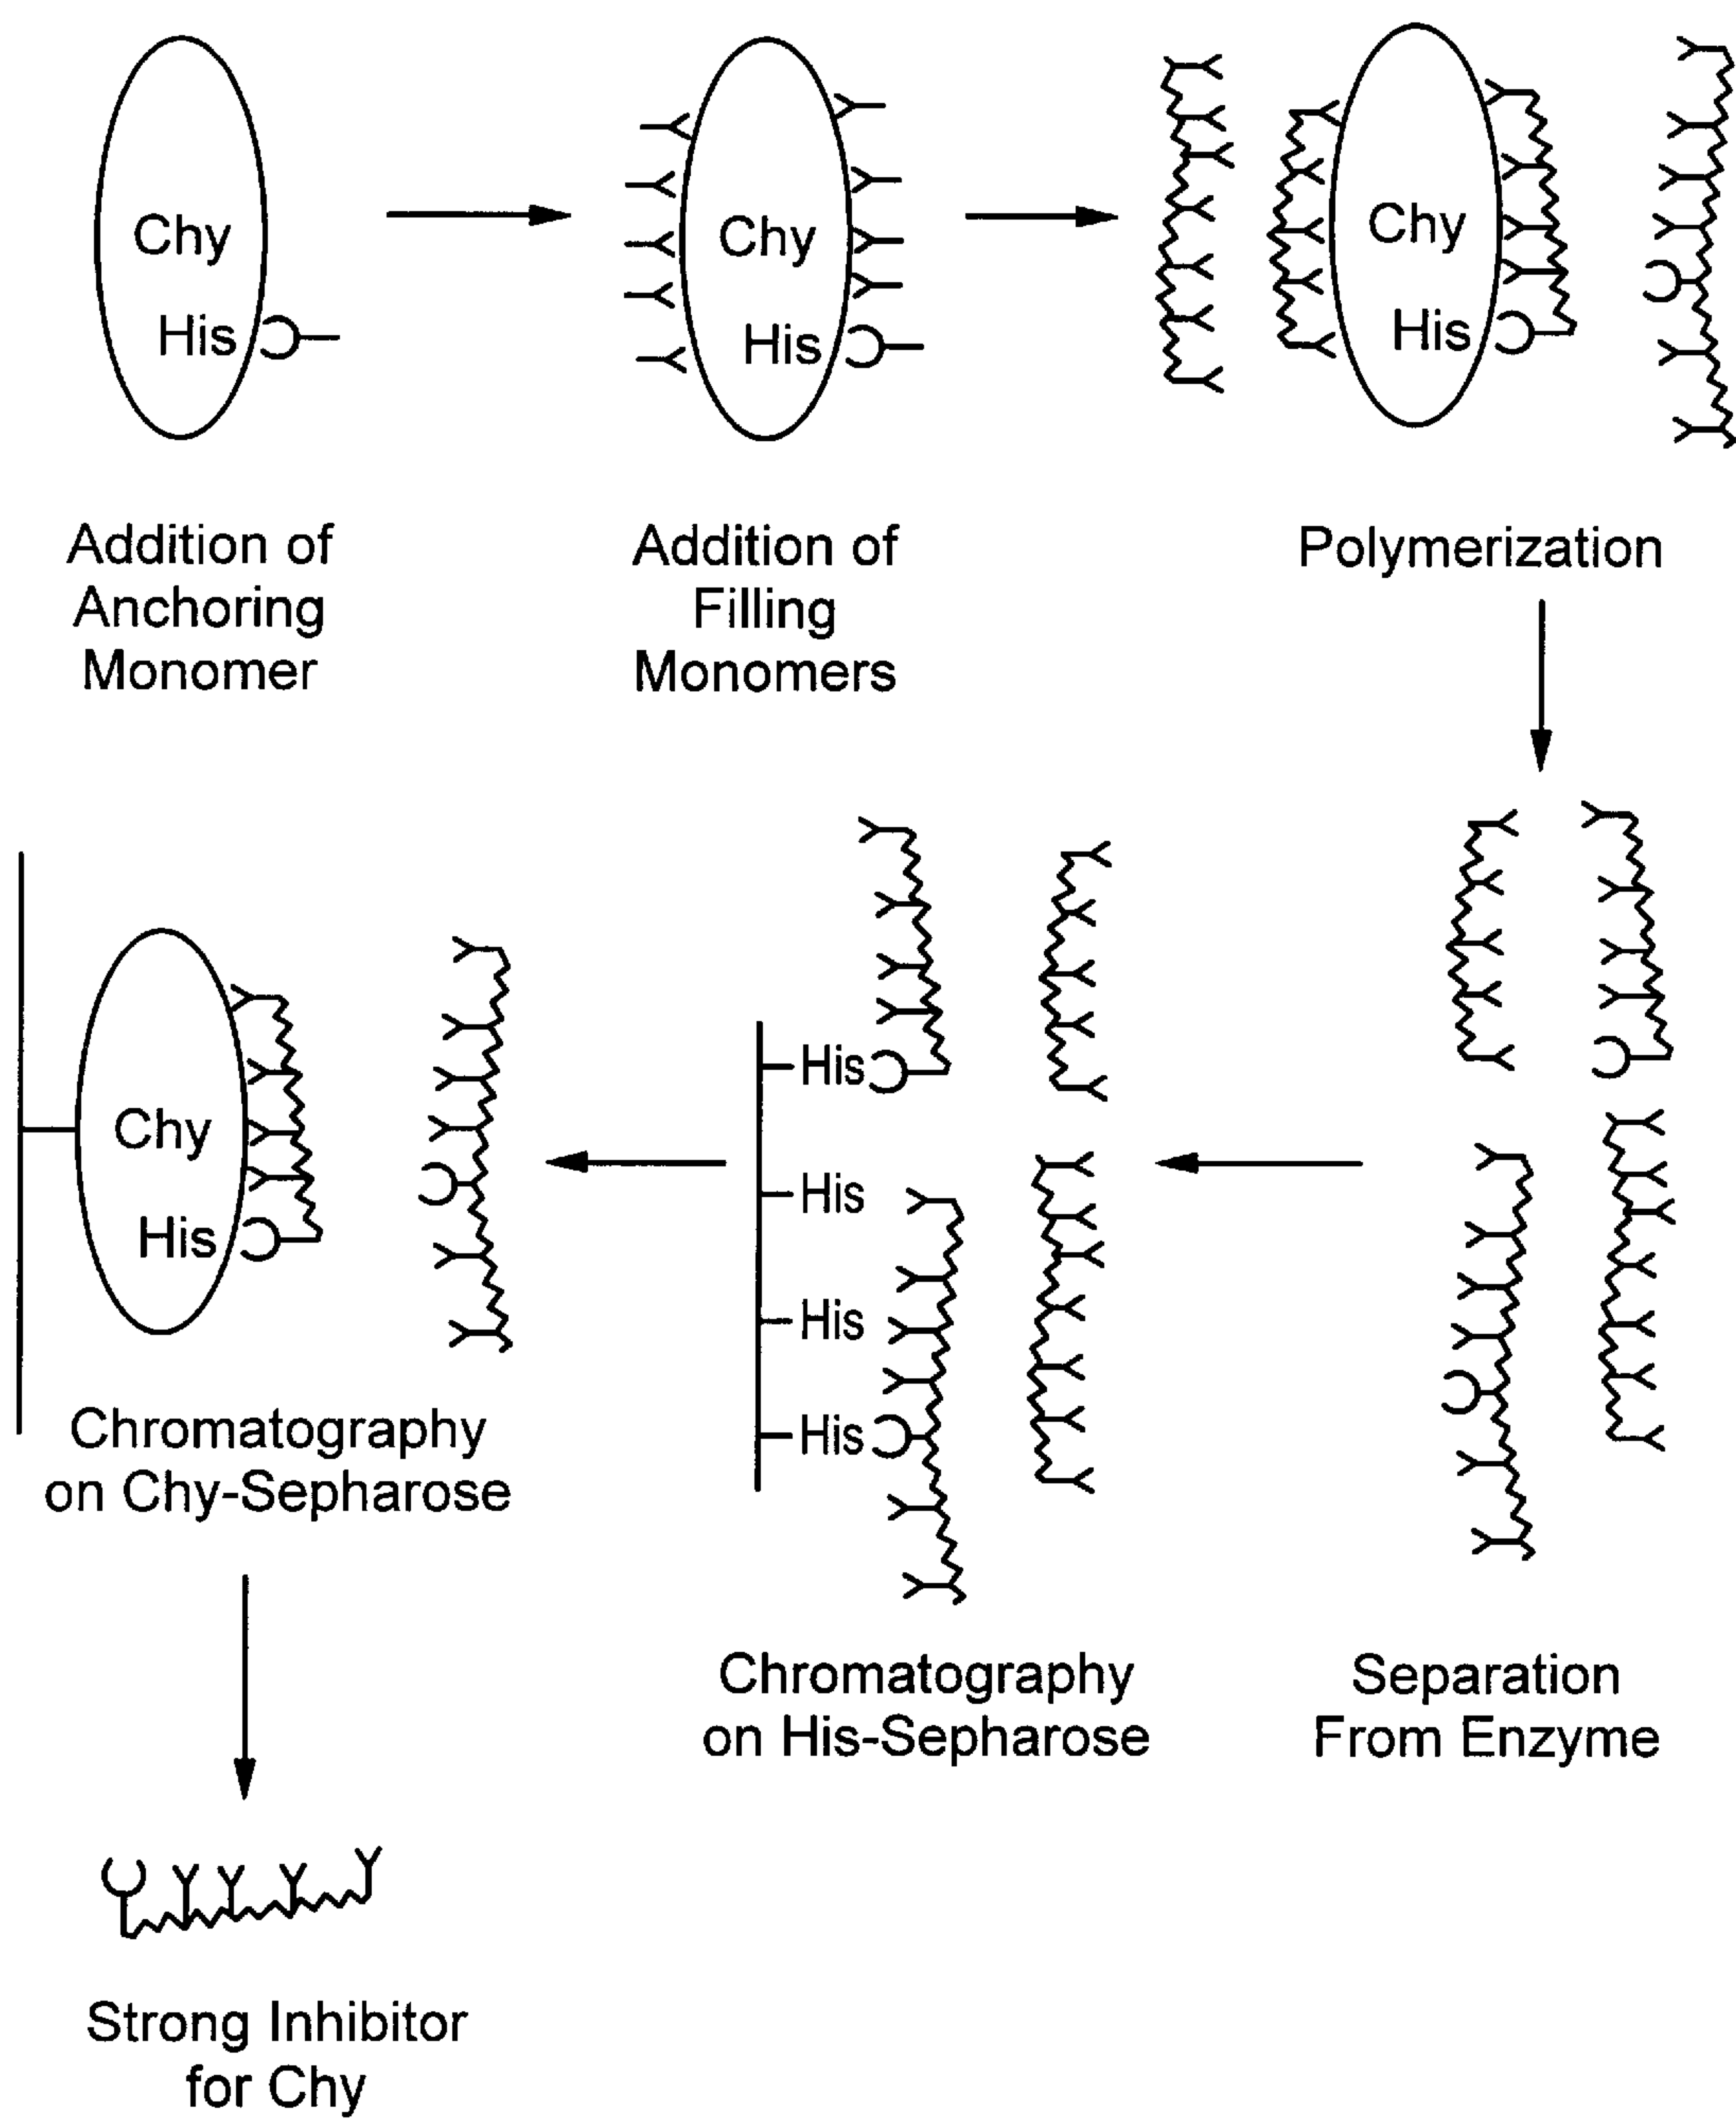 Chy
His
Addition of
Anchoring
Monomer
Chy
His
Addition of
Filling
Monomers
Chy
His
Polymerization
Separation
From Enzyme
His
His
His
His
Chromatography
on His-Sepharose
Chy
His
Chromatography
on Chy-Sepharose
Strong Inhibitor
for Chy